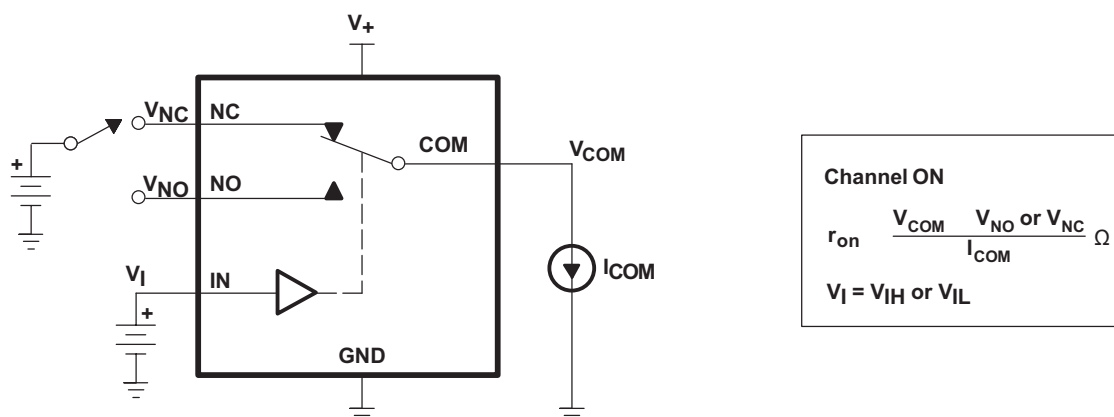 V+
VNC NC
COM VCOM
+
VNO NO
VI IN
+
ICOM
GND
Channel ON
ron VCOM VNO or VNC Ω
ICOM
VI = VIH or VIL